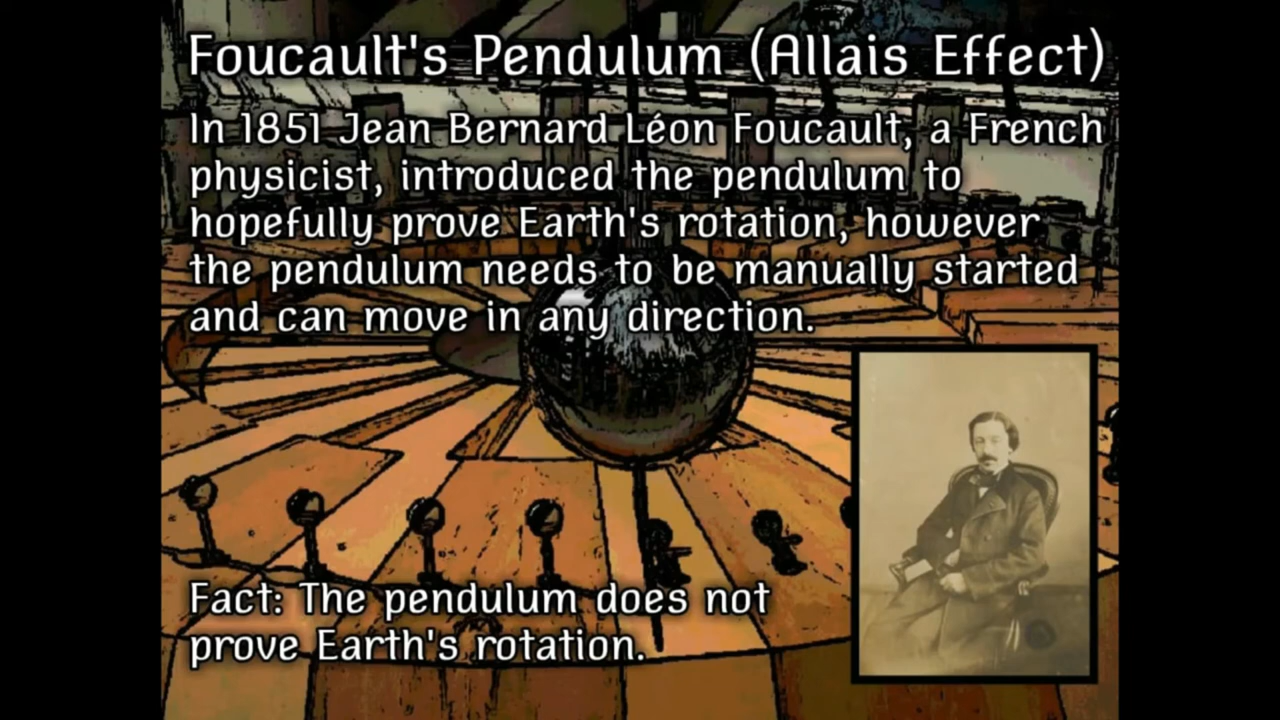 Foucault's Pendulum (Allais Effect)
In 1851 Jean Bernard Léon Foucault, a French
physicist, introduced the pendulum to
hopefully prove Earth's rotation, however
the pendulum needs to be manually started
and can move in any direction.
Fact: The pendulum does not
prove Earth's rotation.